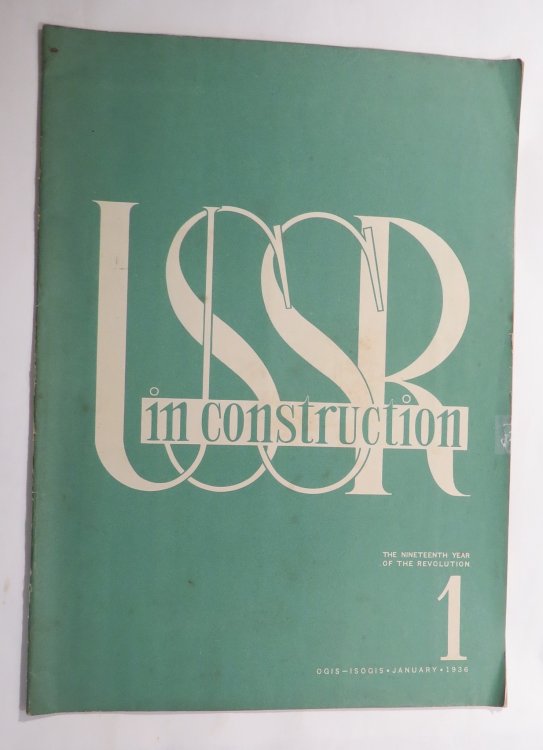 USSR
in construction
THE NINETEENTH YEAR
OF THE REVOLUTION
1
OGIS—ISOGIS•JANUARY•1936